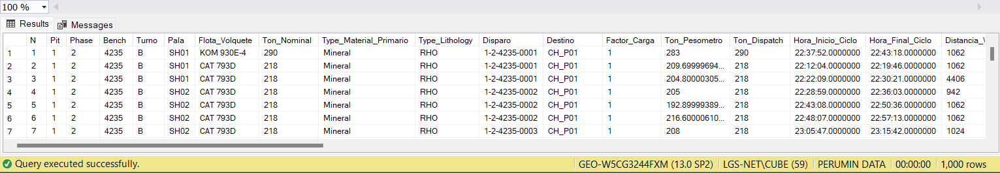 100 %
Results Messages
N Pit Phase Bench Turno Pala Flota_Volquete Ton_Nominal Type_Material_Primario Type_Lithology Disparo Destino Factor_Carga Ton_Pesometro Ton_Dispatch Hora_Inicio_Ciclo Hora_Final_Ciclo Distancia_V
1 1 1 2 4235 B SH01 KOM 930E-4 290 Mineral RHO 1-2-4235-0001 CH_P01 1 283 290 22:37:52.0000000 22:43:18.0000000 1062
2 2 1 2 4235 B SH01 CAT 793D 218 Mineral RHO 1-2-4235-0001 CH_P01 1 209.69999694... 218 22:12:04.0000000 22:19:46.0000000 1062
3 3 1 2 4235 B SH01 CAT 793D 218 Mineral RHO 1-2-4235-0001 CH_P01 1 204.80000305... 218 22:22:09.0000000 22:30:21.0000000 4406
4 4 1 2 4235 B SH02 CAT 793D 218 Mineral RHO 1-2-4235-0002 CH_P01 1 205 218 22:28:59.0000000 22:36:03.0000000 942
5 5 1 2 4235 B SH02 CAT 793D 218 Mineral RHO 1-2-4235-0002 CH_P01 1 192.89999389... 218 22:43:08.0000000 22:50:36.0000000 1062
6 6 1 2 4235 B SH02 CAT 793D 218 Mineral RHO 1-2-4235-0002 CH_P01 1 216.60000610... 218 22:48:07.0000000 22:57:13.0000000 1062
7 7 1 2 4235 B SH02 CAT 793D 218 Mineral RHO 1-2-4235-0003 CH_P01 1 208 218 23:05:47.0000000 23:15:42.0000000 1024
Query executed successfully. GEO-W5CG3244FXM (13.0 SP2) LGS-NET\CUBE (59) PERUMIN DATA 00:00:00 1,000 rows